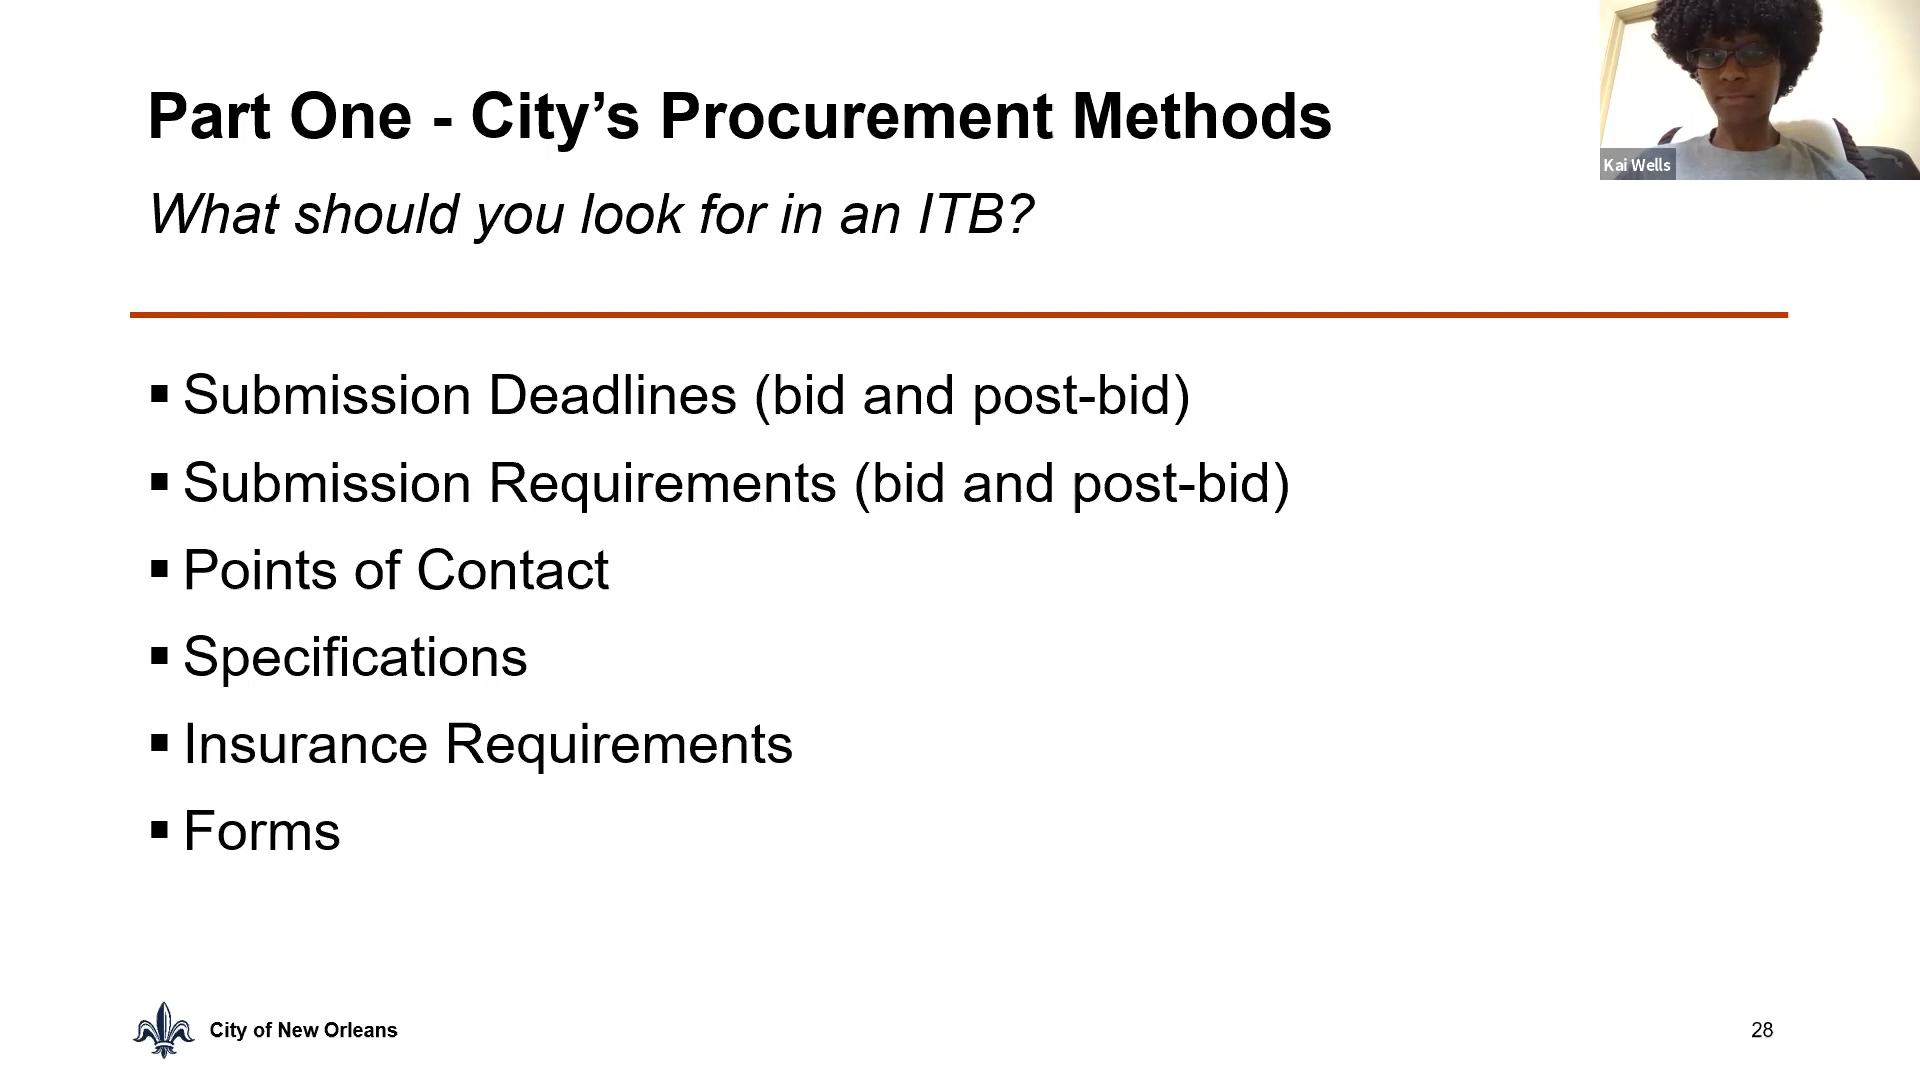 Part One - City’s Procurement Methods
Kai Wells
What should you look for in an ITB?
▪ Submission Deadlines (bid and post-bid)
▪ Submission Requirements (bid and post-bid)
▪ Points of Contact
▪ Specifications
▪ Insurance Requirements
▪ Forms
City of New Orleans
28